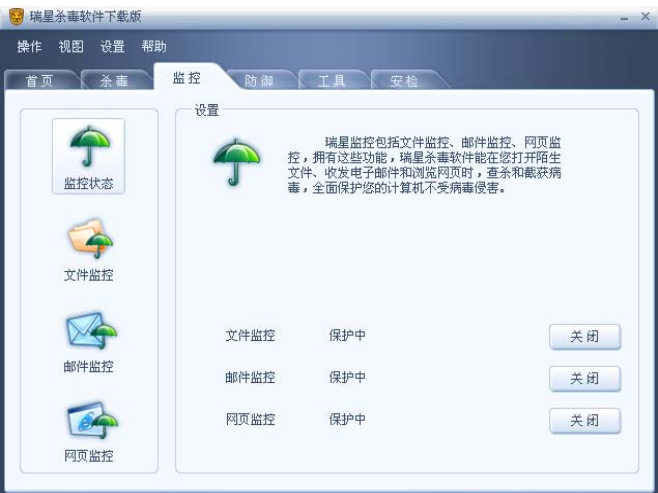 瑞星杀毒软件下载版
操作 视图 设置 帮助
首页 杀毒 监控 防御 工具 安检
设置
瑞星监控包括文件监控、邮件监控、网页监
控，拥有这些功能，瑞星杀毒软件能在您打开陌生
文件、收发电子邮件和浏览网页时，查杀和截获病
毒，全面保护您的计算机不受病毒侵害。
监控状态
文件监控
邮件监控
网页监控
文件监控 保护中 关闭
邮件监控 保护中 关闭
网页监控 保护中 关闭